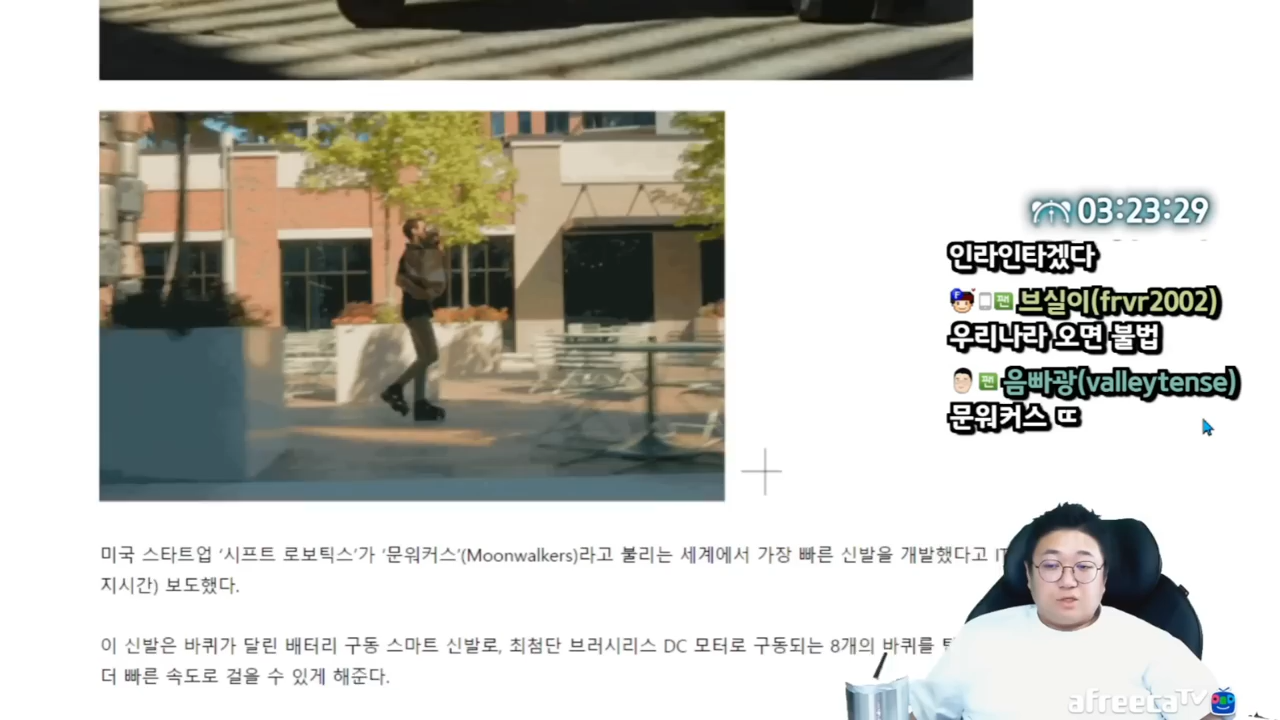 03:23:29
인라인타겠다
팬 브실이(frvr2002)
우리나라 오면 불법
팬 음빠광(valleytense)
문워커스 ㄸ
미국 스타트업 ‘시프트 로보틱스’가 ‘문워커스’(Moonwalkers)라고 불리는 세계에서 가장 빠른 신발을 개발했다고
지시간) 보도했다.
이 신발은 바퀴가 달린 배터리 구동 스마트 신발로, 최첨단 브러시리스 DC 모터로 구동되는 8개의 바퀴를
더 빠른 속도로 걸을 수 있게 해준다.
afreecaTV